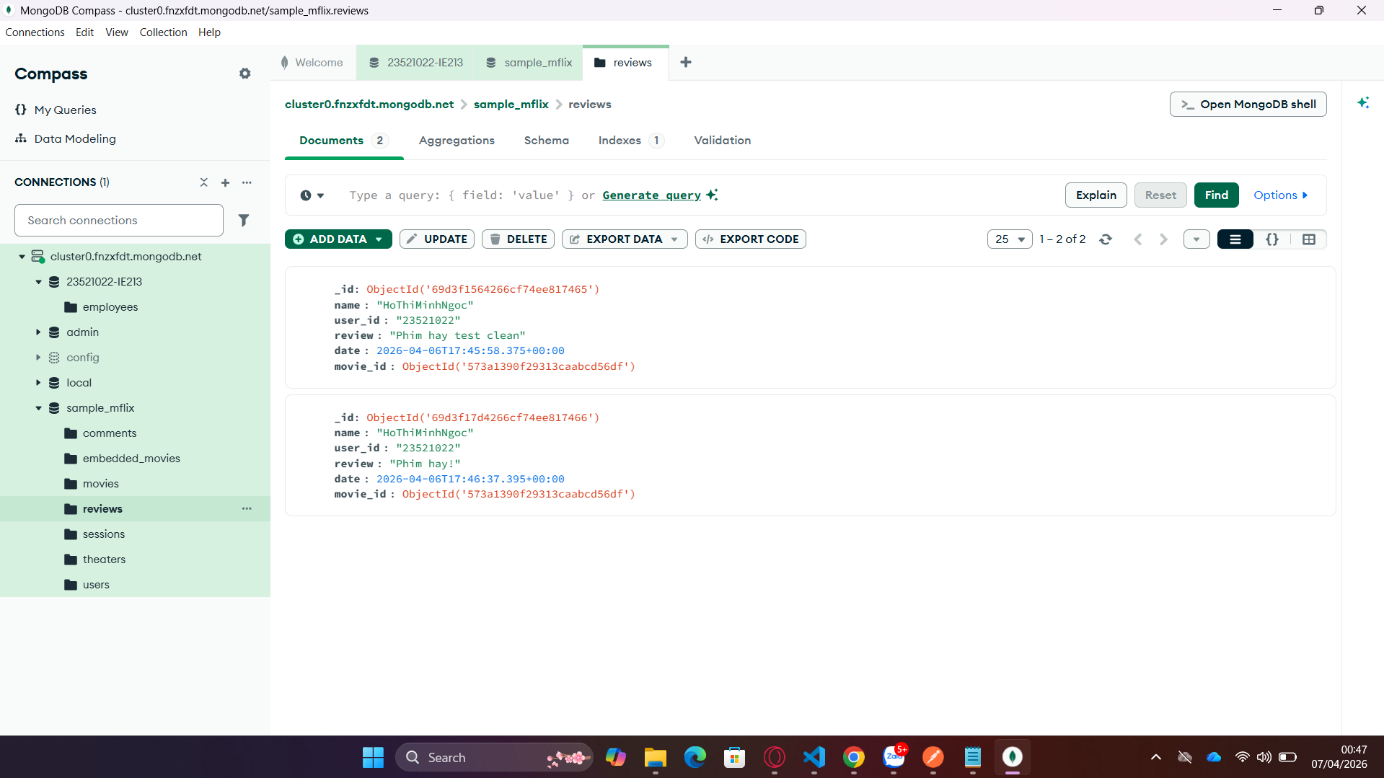 MongoDB Compass - cluster0.fnzxfdt.mongodb.net/sample_mflix.reviews
Connections Edit View Collection Help
Compass
My Queries
Data Modeling
CONNECTIONS (1)
Search connections
cluster0.fnzxfdt.mongodb.net
23521022-IE213
employees
admin
config
local
sample_mflix
comments
embedded_movies
movies
reviews
sessions
theaters
users
Welcome 23521022-IE213 sample_mflix reviews
cluster0.fnzxfdt.mongodb.net > sample_mflix > reviews
>_ Open MongoDB shell
Documents 2 Aggregations Schema Indexes 1 Validation
Type a query: { field: 'value' } or Generate query
Explain Reset Find Options
ADD DATA UPDATE DELETE EXPORT DATA EXPORT CODE
25 1 – 2 of 2
_id: ObjectId('69d3f1564266cf74ee817465')
name : "HoThiMinhNgoc"
user_id : "23521022"
review : "Phim hay test clean"
date : 2026-04-06T17:45:58.375+00:00
movie_id : ObjectId('573a1390f29313caabcd56df')
_id: ObjectId('69d3f17d4266cf74ee817466')
name : "HoThiMinhNgoc"
user_id : "23521022"
review : "Phim hay!"
date : 2026-04-06T17:46:37.395+00:00
movie_id : ObjectId('573a1390f29313caabcd56df')
Search
Zalo
5+
00:47
07/04/2026